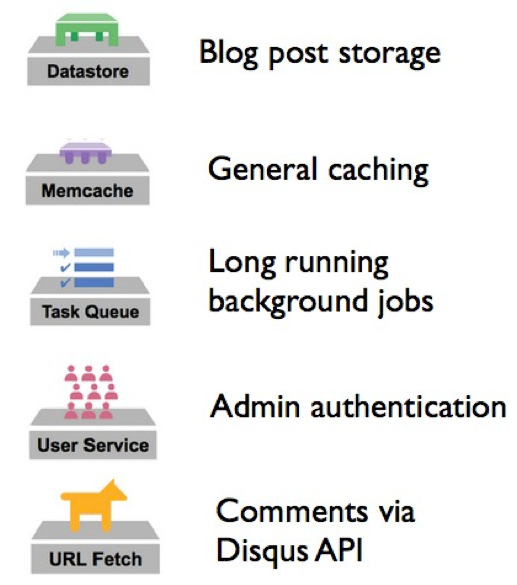 Datastore
Blog post storage
Memcache
General caching
Task Queue
Long running
background jobs
User Service
Admin authentication
URL Fetch
Comments via
Disqus API